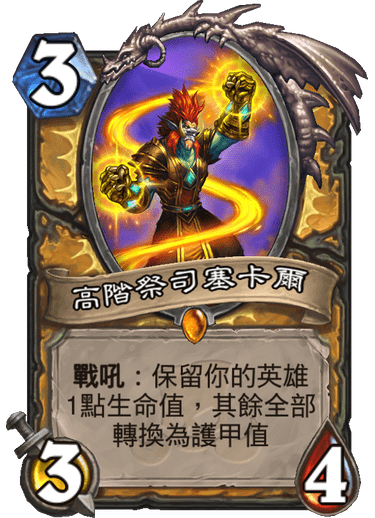 3
高階祭司塞卡爾
戰吼：保留你的英雄
1點生命值，其餘全部
轉換為護甲值
3
4